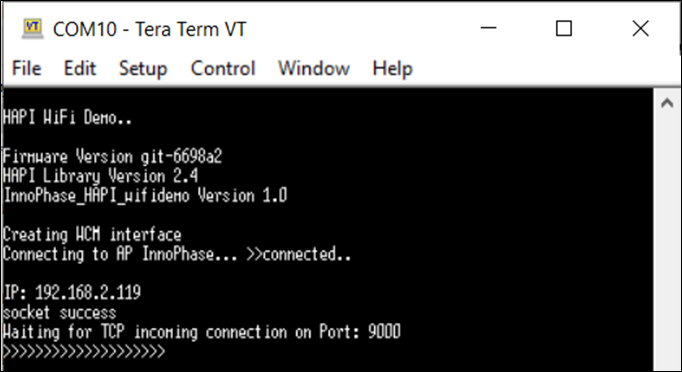 VT
COM10 - Tera Term VT
File Edit Setup Control Window Help
HAPI WiFi Demo..
Firmware Version git-6698a2
HAPI Library Version 2.4
InnoPhase_HAPI_wifidemo Version 1.0
Creating WCM interface
Connecting to AP InnoPhase... >>connected..
IP: 192.168.2.119
socket success
Waiting for TCP incoming connection on Port: 9000
>>>>>>>>>>>>>>>>>>>>